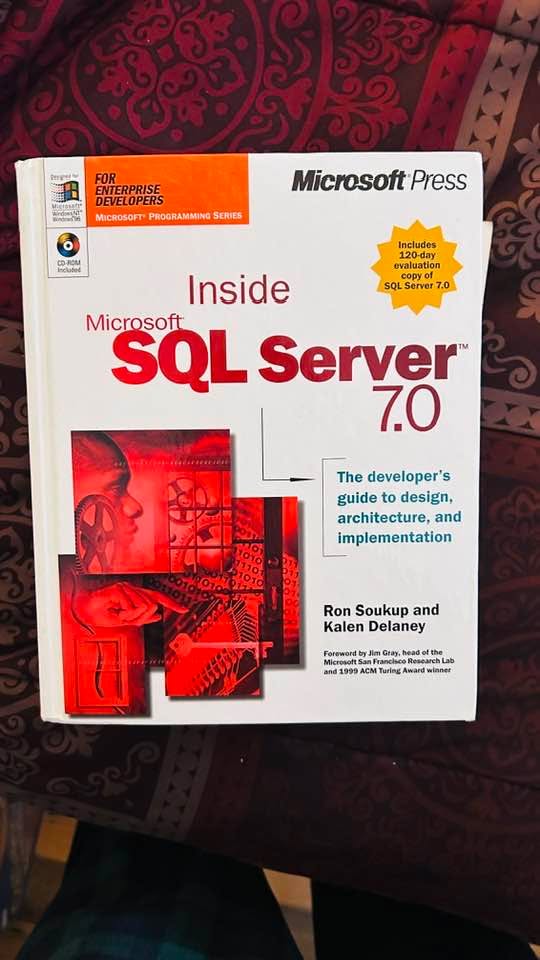 Designed for
Microsoft®
Windows NT®
Windows 98
CD-ROM
Included
FOR
ENTERPRISE
DEVELOPERS
MICROSOFT® PROGRAMMING SERIES
Microsoft® Press
Includes
120-day
evaluation
copy of
SQL Server 7.0
Inside
Microsoft®
SQL Server™
7.0
The developer's
guide to design,
architecture, and
implementation
Ron Soukup and
Kalen Delaney
Foreword by Jim Gray, head of the
Microsoft San Francisco Research Lab
and 1999 ACM Turing Award winner